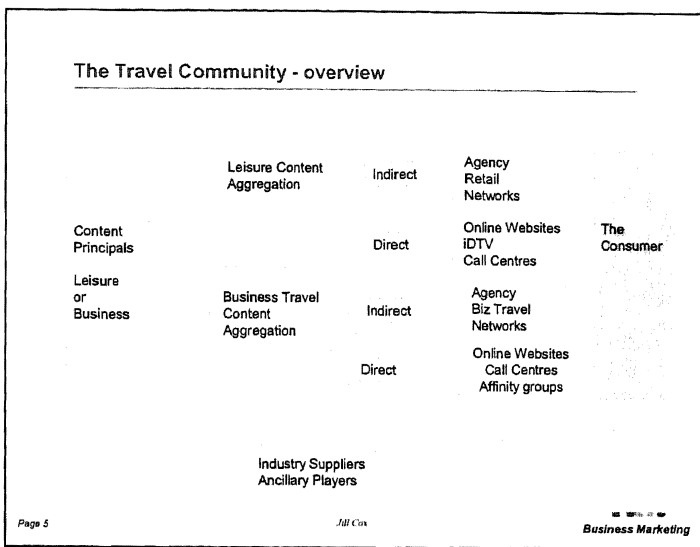 The Travel Community - overview
Leisure Content
Aggregation
Indirect
Agency
Retail
Networks
Content
Principals
Leisure
or
Business
Direct
Online Websites
iDTV
Call Centres
The
Consumer
Business Travel
Content
Aggregation
Indirect
Agency
Biz Travel
Networks
Direct
Online Websites
Call Centres
Affinity groups
Industry Suppliers
Ancillary Players
Page 5
Jill Cox
Business Marketing